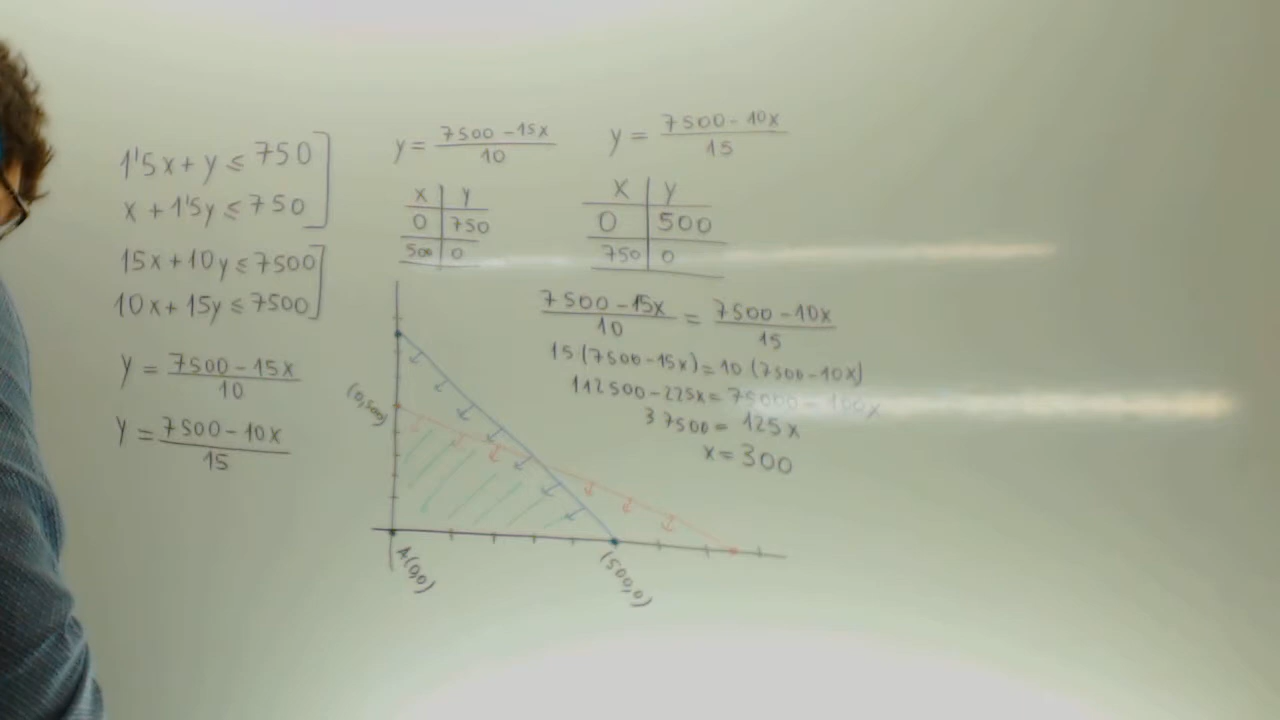 1'5x + y ≤ 750
x + 1'5y ≤ 750
15x + 10y ≤ 7500
10x + 15y ≤ 7500
y = (7500 - 15x)/10
y = (7500 - 10x)/15
y = (7500 - 15x)/10
x | y
0 | 750
500 | 0
y = (7500 - 10x)/15
x | y
0 | 500
750 | 0
(7500 - 15x)/10 = (7500 - 10x)/15
15(7500 - 15x) = 10(7500 - 10x)
112500 - 225x = 75000 - 100x
37500 = 125x
x = 300
(0,500)
A(0,0)
(500,0)